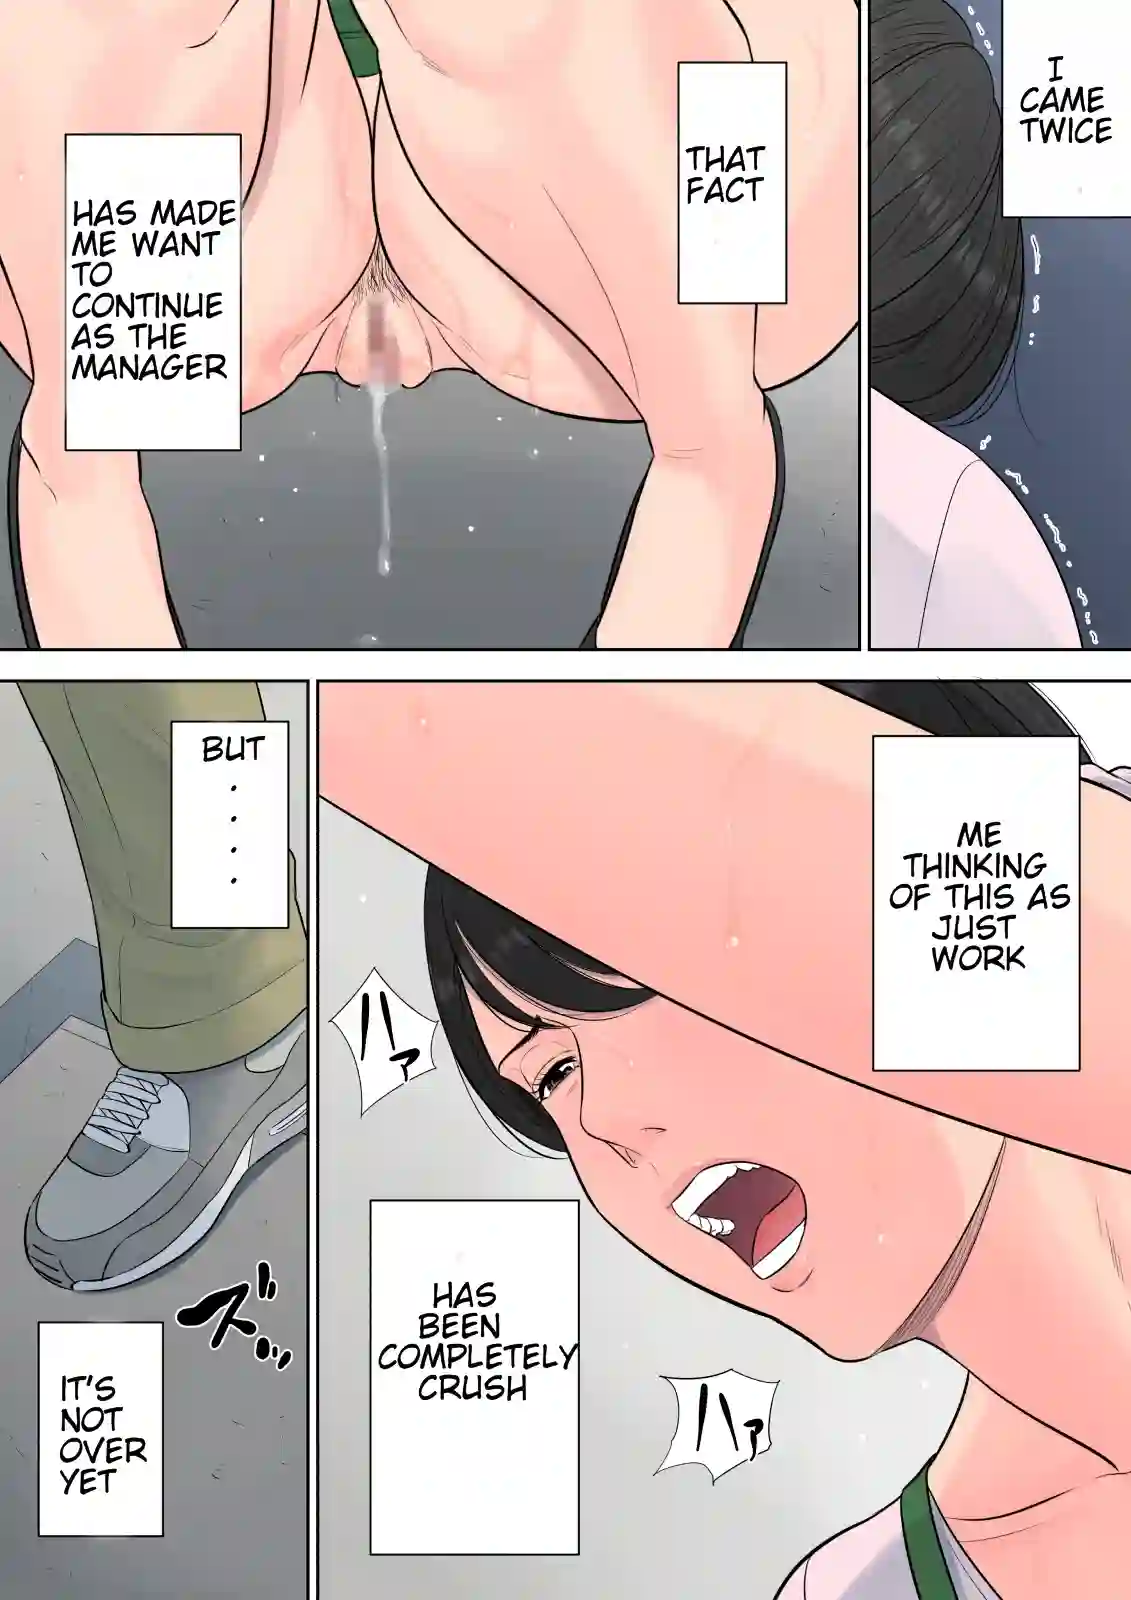 I
CAME
TWICE
THAT
FACT
HAS MADE
ME WANT
TO
CONTINUE
AS THE
MANAGER
ME
THINKING
OF THIS AS
JUST
WORK
ハァ
HAS
BEEN
COMPLETELY
CRUSH
ハァ
BUT
. . . .
ズッ
IT'S
NOT
OVER
YET